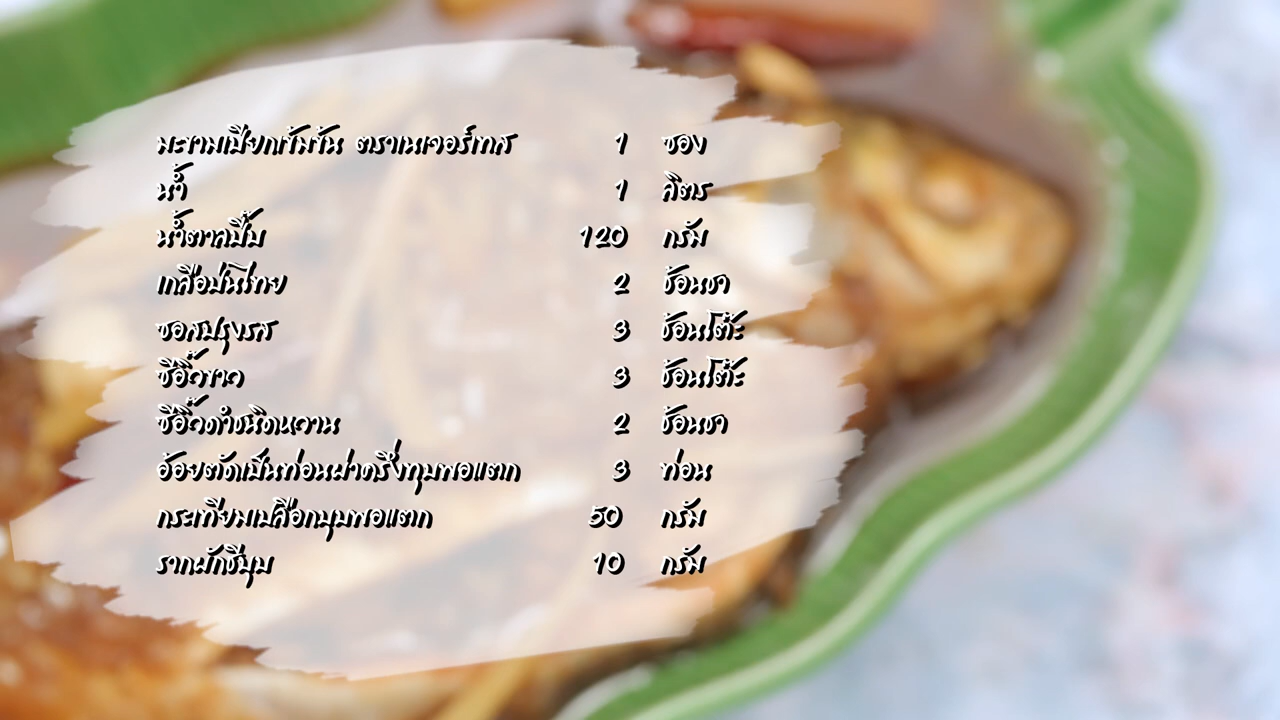 มะขามเปียกเข้มข้น ตราเนเจอร์เทส 1 ซอง
น้ำ 1 ลิตร
น้ำตาลปี๊บ 120 กรัม
เกลือป่นไทย 2 ช้อนชา
ซอสปรุงรส 3 ช้อนโต๊ะ
ซีอิ๊วขาว 3 ช้อนโต๊ะ
ซีอิ๊วดำชนิดหวาน 2 ช้อนชา
อ้อยตัดเป็นท่อนผ่าครึ่งทุบพอแตก 3 ท่อน
กระเทียมเปลือกบุบพอแตก 50 กรัม
รากผักชีบุบ 10 กรัม